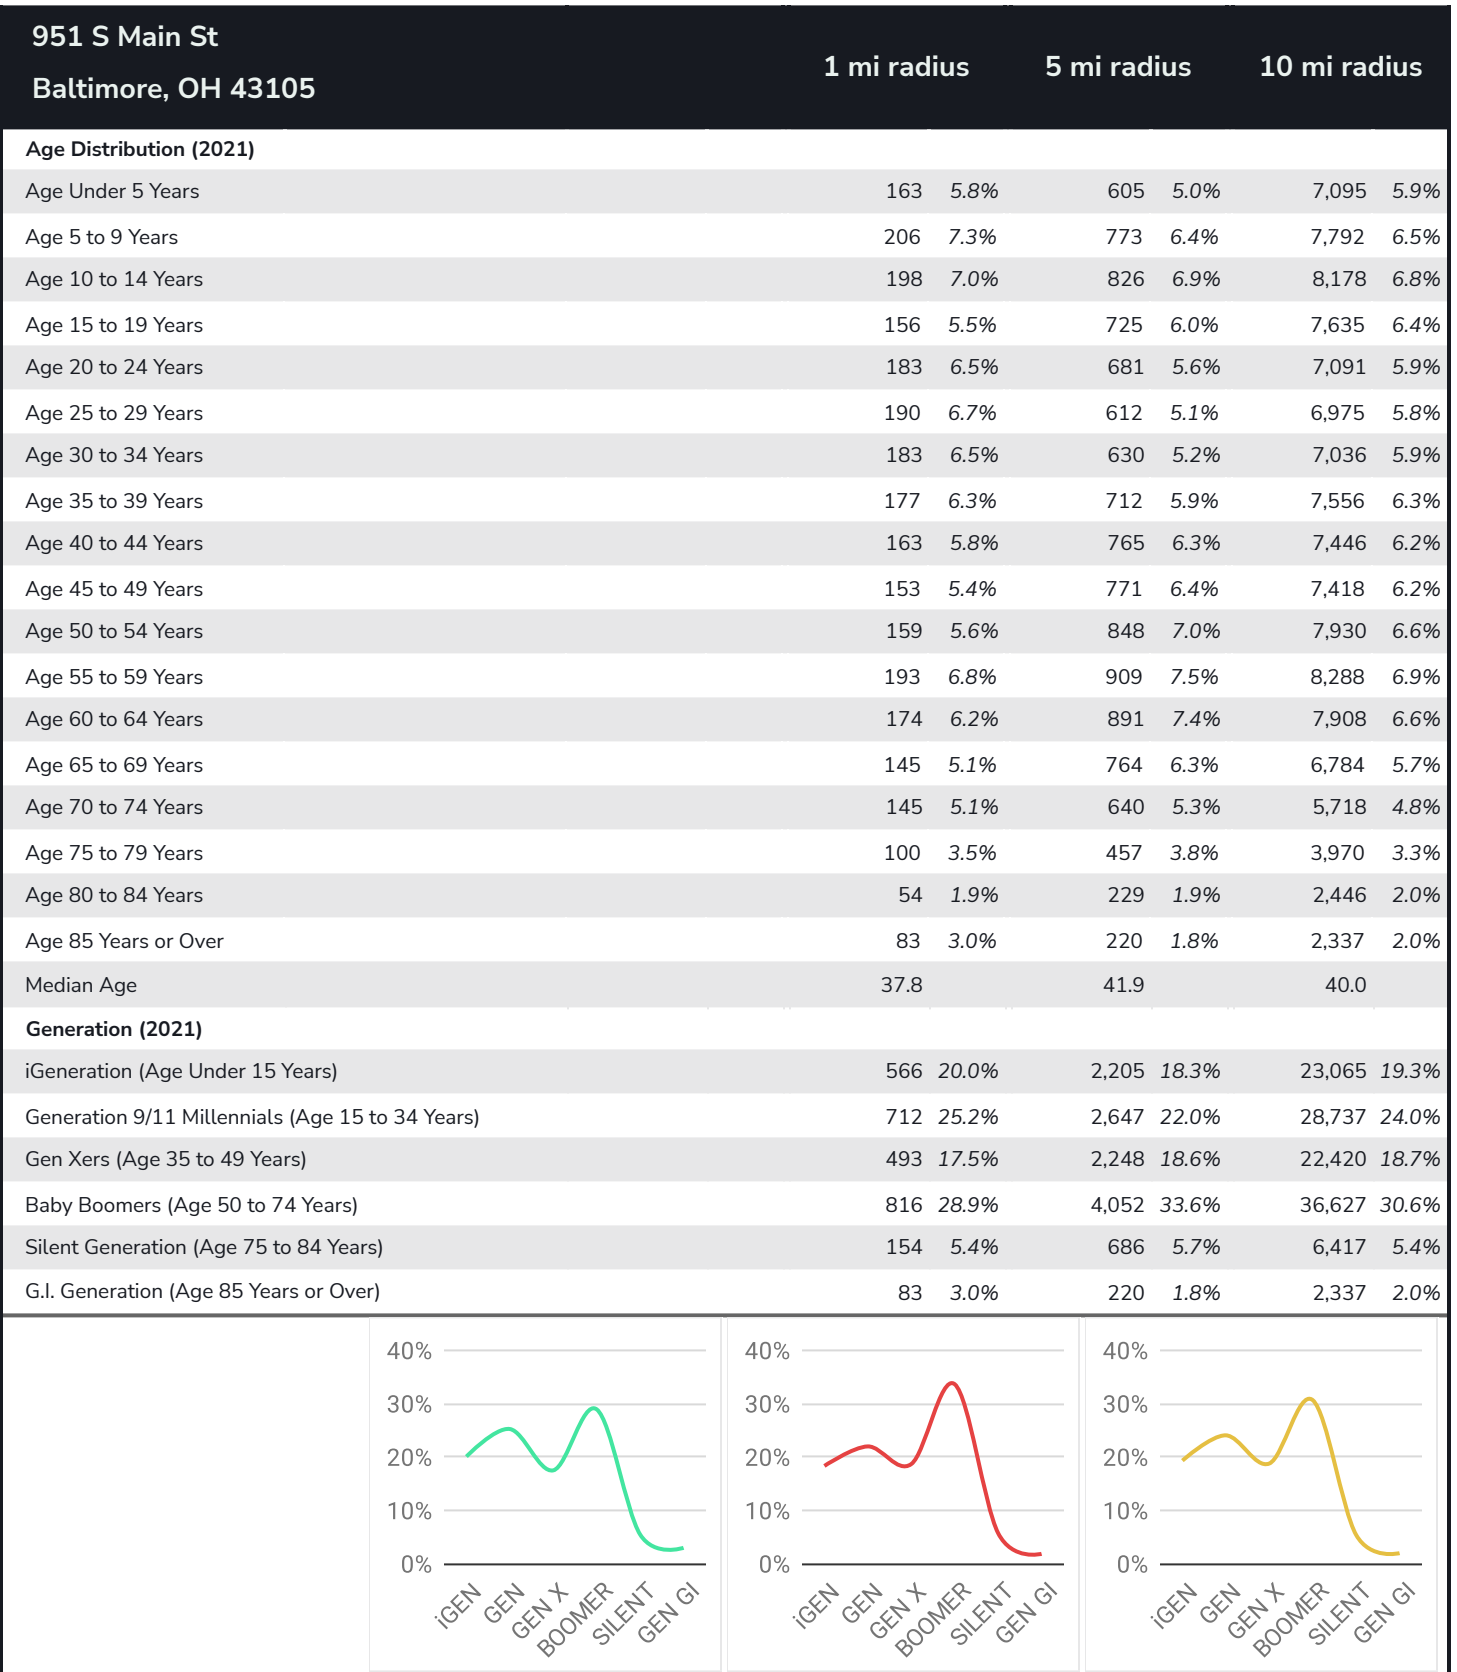 951 S Main St
Baltimore, OH 43105
1 mi radius 5 mi radius 10 mi radius
Age Distribution (2021)
Age Under 5 Years 163 5.8% 605 5.0% 7,095 5.9%
Age 5 to 9 Years 206 7.3% 773 6.4% 7,792 6.5%
Age 10 to 14 Years 198 7.0% 826 6.9% 8,178 6.8%
Age 15 to 19 Years 156 5.5% 725 6.0% 7,635 6.4%
Age 20 to 24 Years 183 6.5% 681 5.6% 7,091 5.9%
Age 25 to 29 Years 190 6.7% 612 5.1% 6,975 5.8%
Age 30 to 34 Years 183 6.5% 630 5.2% 7,036 5.9%
Age 35 to 39 Years 177 6.3% 712 5.9% 7,556 6.3%
Age 40 to 44 Years 163 5.8% 765 6.3% 7,446 6.2%
Age 45 to 49 Years 153 5.4% 771 6.4% 7,418 6.2%
Age 50 to 54 Years 159 5.6% 848 7.0% 7,930 6.6%
Age 55 to 59 Years 193 6.8% 909 7.5% 8,288 6.9%
Age 60 to 64 Years 174 6.2% 891 7.4% 7,908 6.6%
Age 65 to 69 Years 145 5.1% 764 6.3% 6,784 5.7%
Age 70 to 74 Years 145 5.1% 640 5.3% 5,718 4.8%
Age 75 to 79 Years 100 3.5% 457 3.8% 3,970 3.3%
Age 80 to 84 Years 54 1.9% 229 1.9% 2,446 2.0%
Age 85 Years or Over 83 3.0% 220 1.8% 2,337 2.0%
Median Age 37.8 41.9 40.0
Generation (2021)
iGeneration (Age Under 15 Years) 566 20.0% 2,205 18.3% 23,065 19.3%
Generation 9/11 Millennials (Age 15 to 34 Years) 712 25.2% 2,647 22.0% 28,737 24.0%
Gen Xers (Age 35 to 49 Years) 493 17.5% 2,248 18.6% 22,420 18.7%
Baby Boomers (Age 50 to 74 Years) 816 28.9% 4,052 33.6% 36,627 30.6%
Silent Generation (Age 75 to 84 Years) 154 5.4% 686 5.7% 6,417 5.4%
G.I. Generation (Age 85 Years or Over) 83 3.0% 220 1.8% 2,337 2.0%
40% 40% 40%
30% 30% 30%
20% 20% 20%
10% 10% 10%
0% 0% 0%
iGEN GEN GEN X BOOMER SILENT GEN GI iGEN GEN GEN X BOOMER SILENT GEN GI iGEN GEN GEN X BOOMER SILENT GEN GI